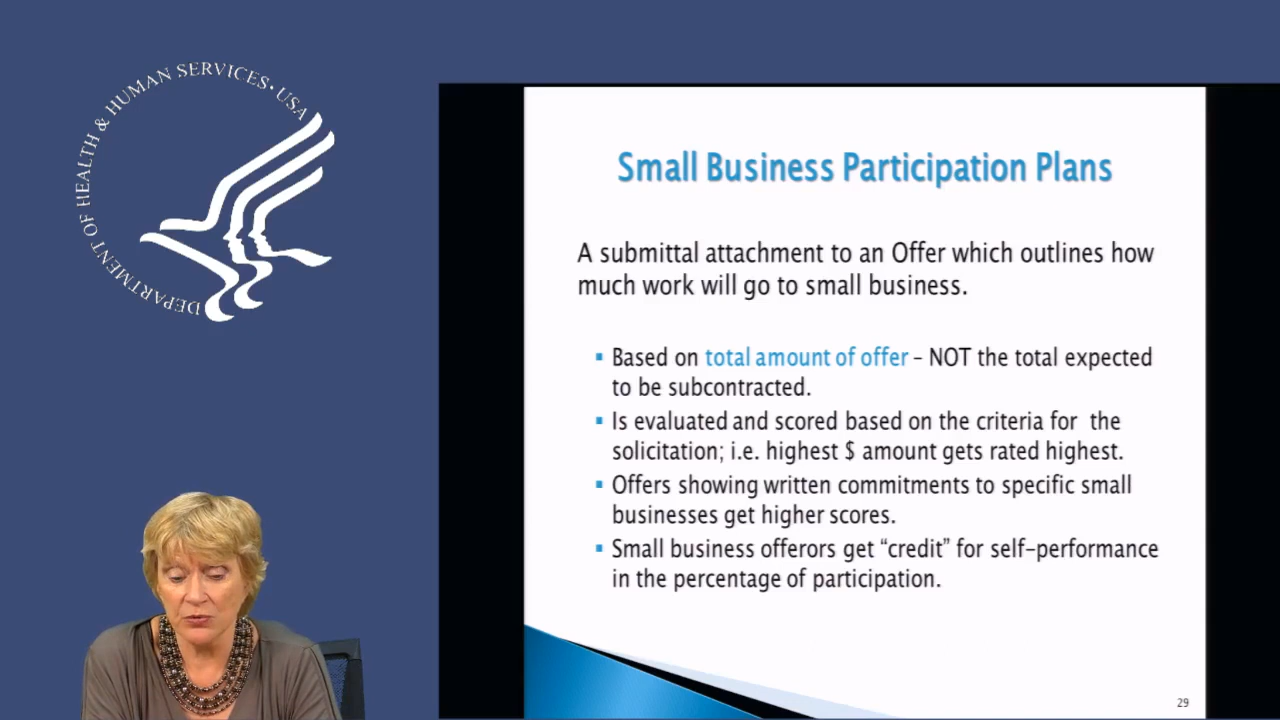 DEPARTMENT OF HEALTH & HUMAN SERVICES • USA
Small Business Participation Plans
A submittal attachment to an Offer which outlines how
much work will go to small business.
▪ Based on total amount of offer – NOT the total expected
to be subcontracted.
▪ Is evaluated and scored based on the criteria for the
solicitation; i.e. highest $ amount gets rated highest.
▪ Offers showing written commitments to specific small
businesses get higher scores.
▪ Small business offerors get “credit” for self-performance
in the percentage of participation.
29